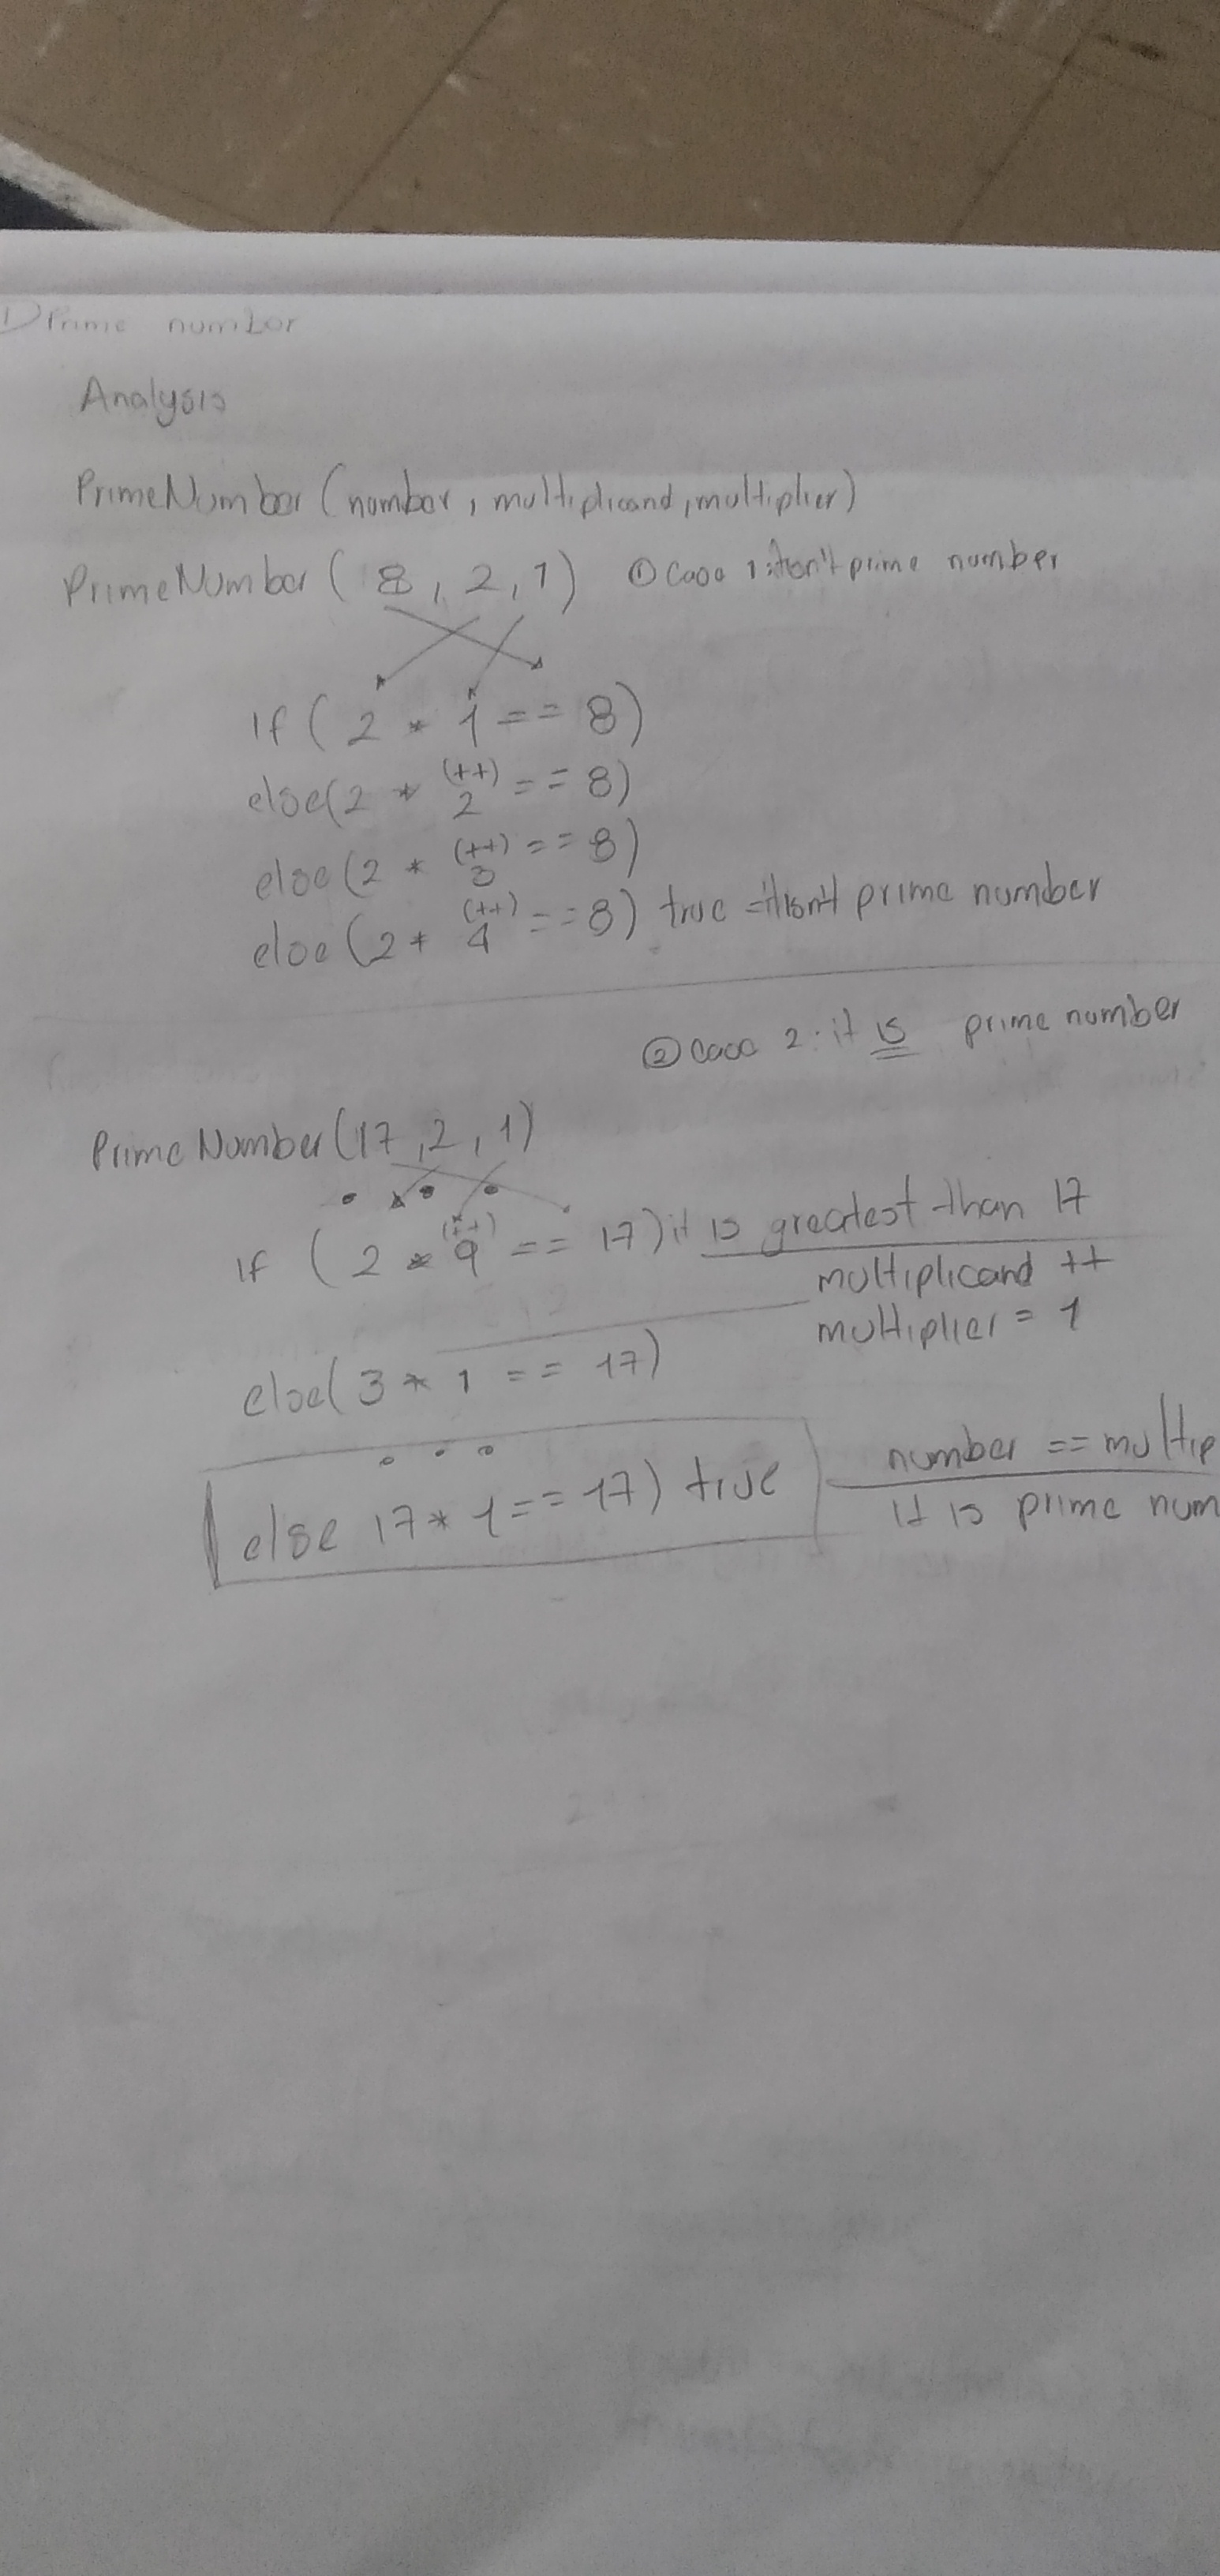 1) Prime number
Analysis
PrimeNumber (number, multiplicand, multiplier)
PrimeNumber ( 8, 2, 1) ① Case 1: isn't prime number
if ( 2 * 1 == 8)
else(2 * (++) 2 == 8)
else (2 * (++) 3 == 8)
else (2 * (++) 4 == 8) true = it isn't prime number
② case 2: it is prime number
Prime Number (17, 2, 1)
if ( 2 * (++) 9 == 17) it is greatest than 17
multiplicand ++
multiplier = 1
else( 3 * 1 == 17)
number == multip
else 17 * 1 == 17) true
it is prime num